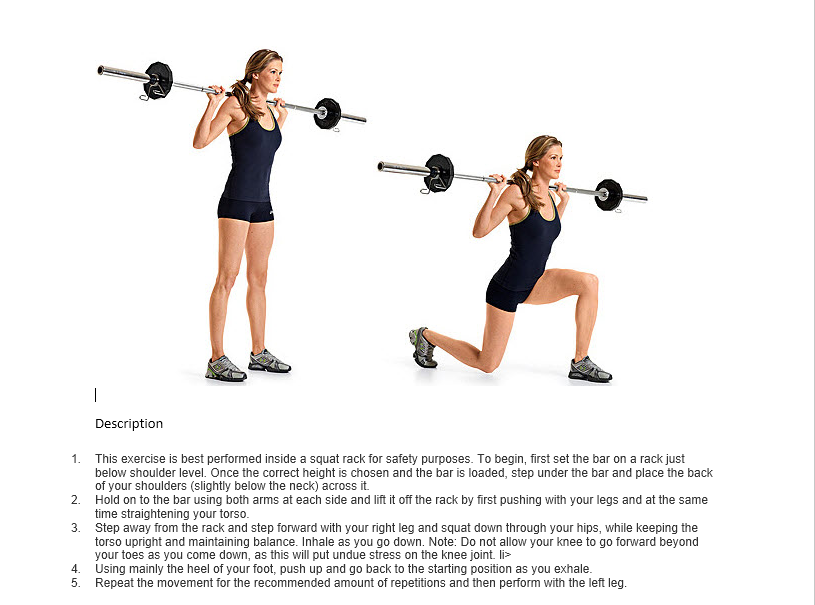 Description
1. This exercise is best performed inside a squat rack for safety purposes. To begin, first set the bar on a rack just
below shoulder level. Once the correct height is chosen and the bar is loaded, step under the bar and place the back
of your shoulders (slightly below the neck) across it.
2. Hold on to the bar using both arms at each side and lift it off the rack by first pushing with your legs and at the same
time straightening your torso.
3. Step away from the rack and step forward with your right leg and squat down through your hips, while keeping the
torso upright and maintaining balance. Inhale as you go down. Note: Do not allow your knee to go forward beyond
your toes as you come down, as this will put undue stress on the knee joint. li>
4. Using mainly the heel of your foot, push up and go back to the starting position as you exhale.
5. Repeat the movement for the recommended amount of repetitions and then perform with the left leg.